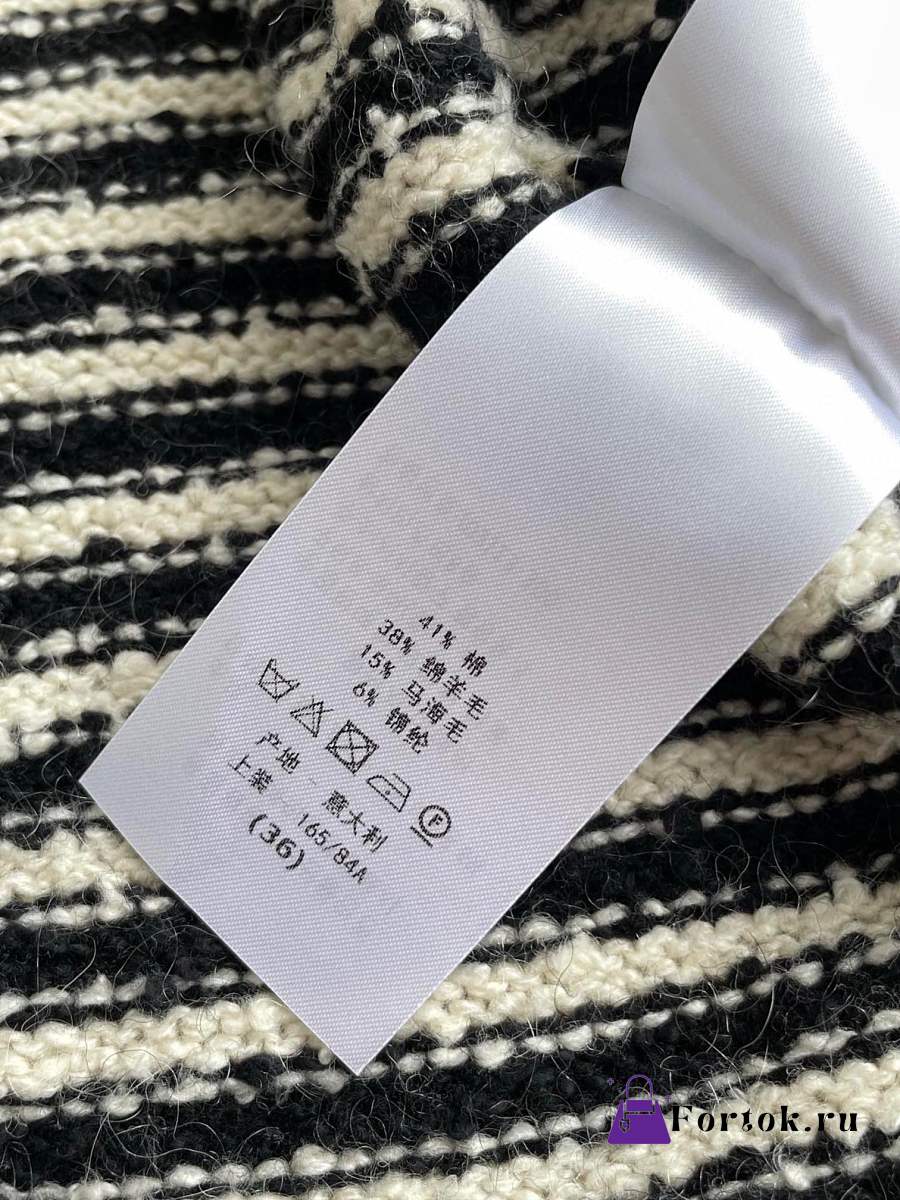 41% 棉
38% 绵羊毛
15% 马海毛
6% 锦纶
F
产地 - 意大利
上装 - 165/84A
(36)
Fortok.ru